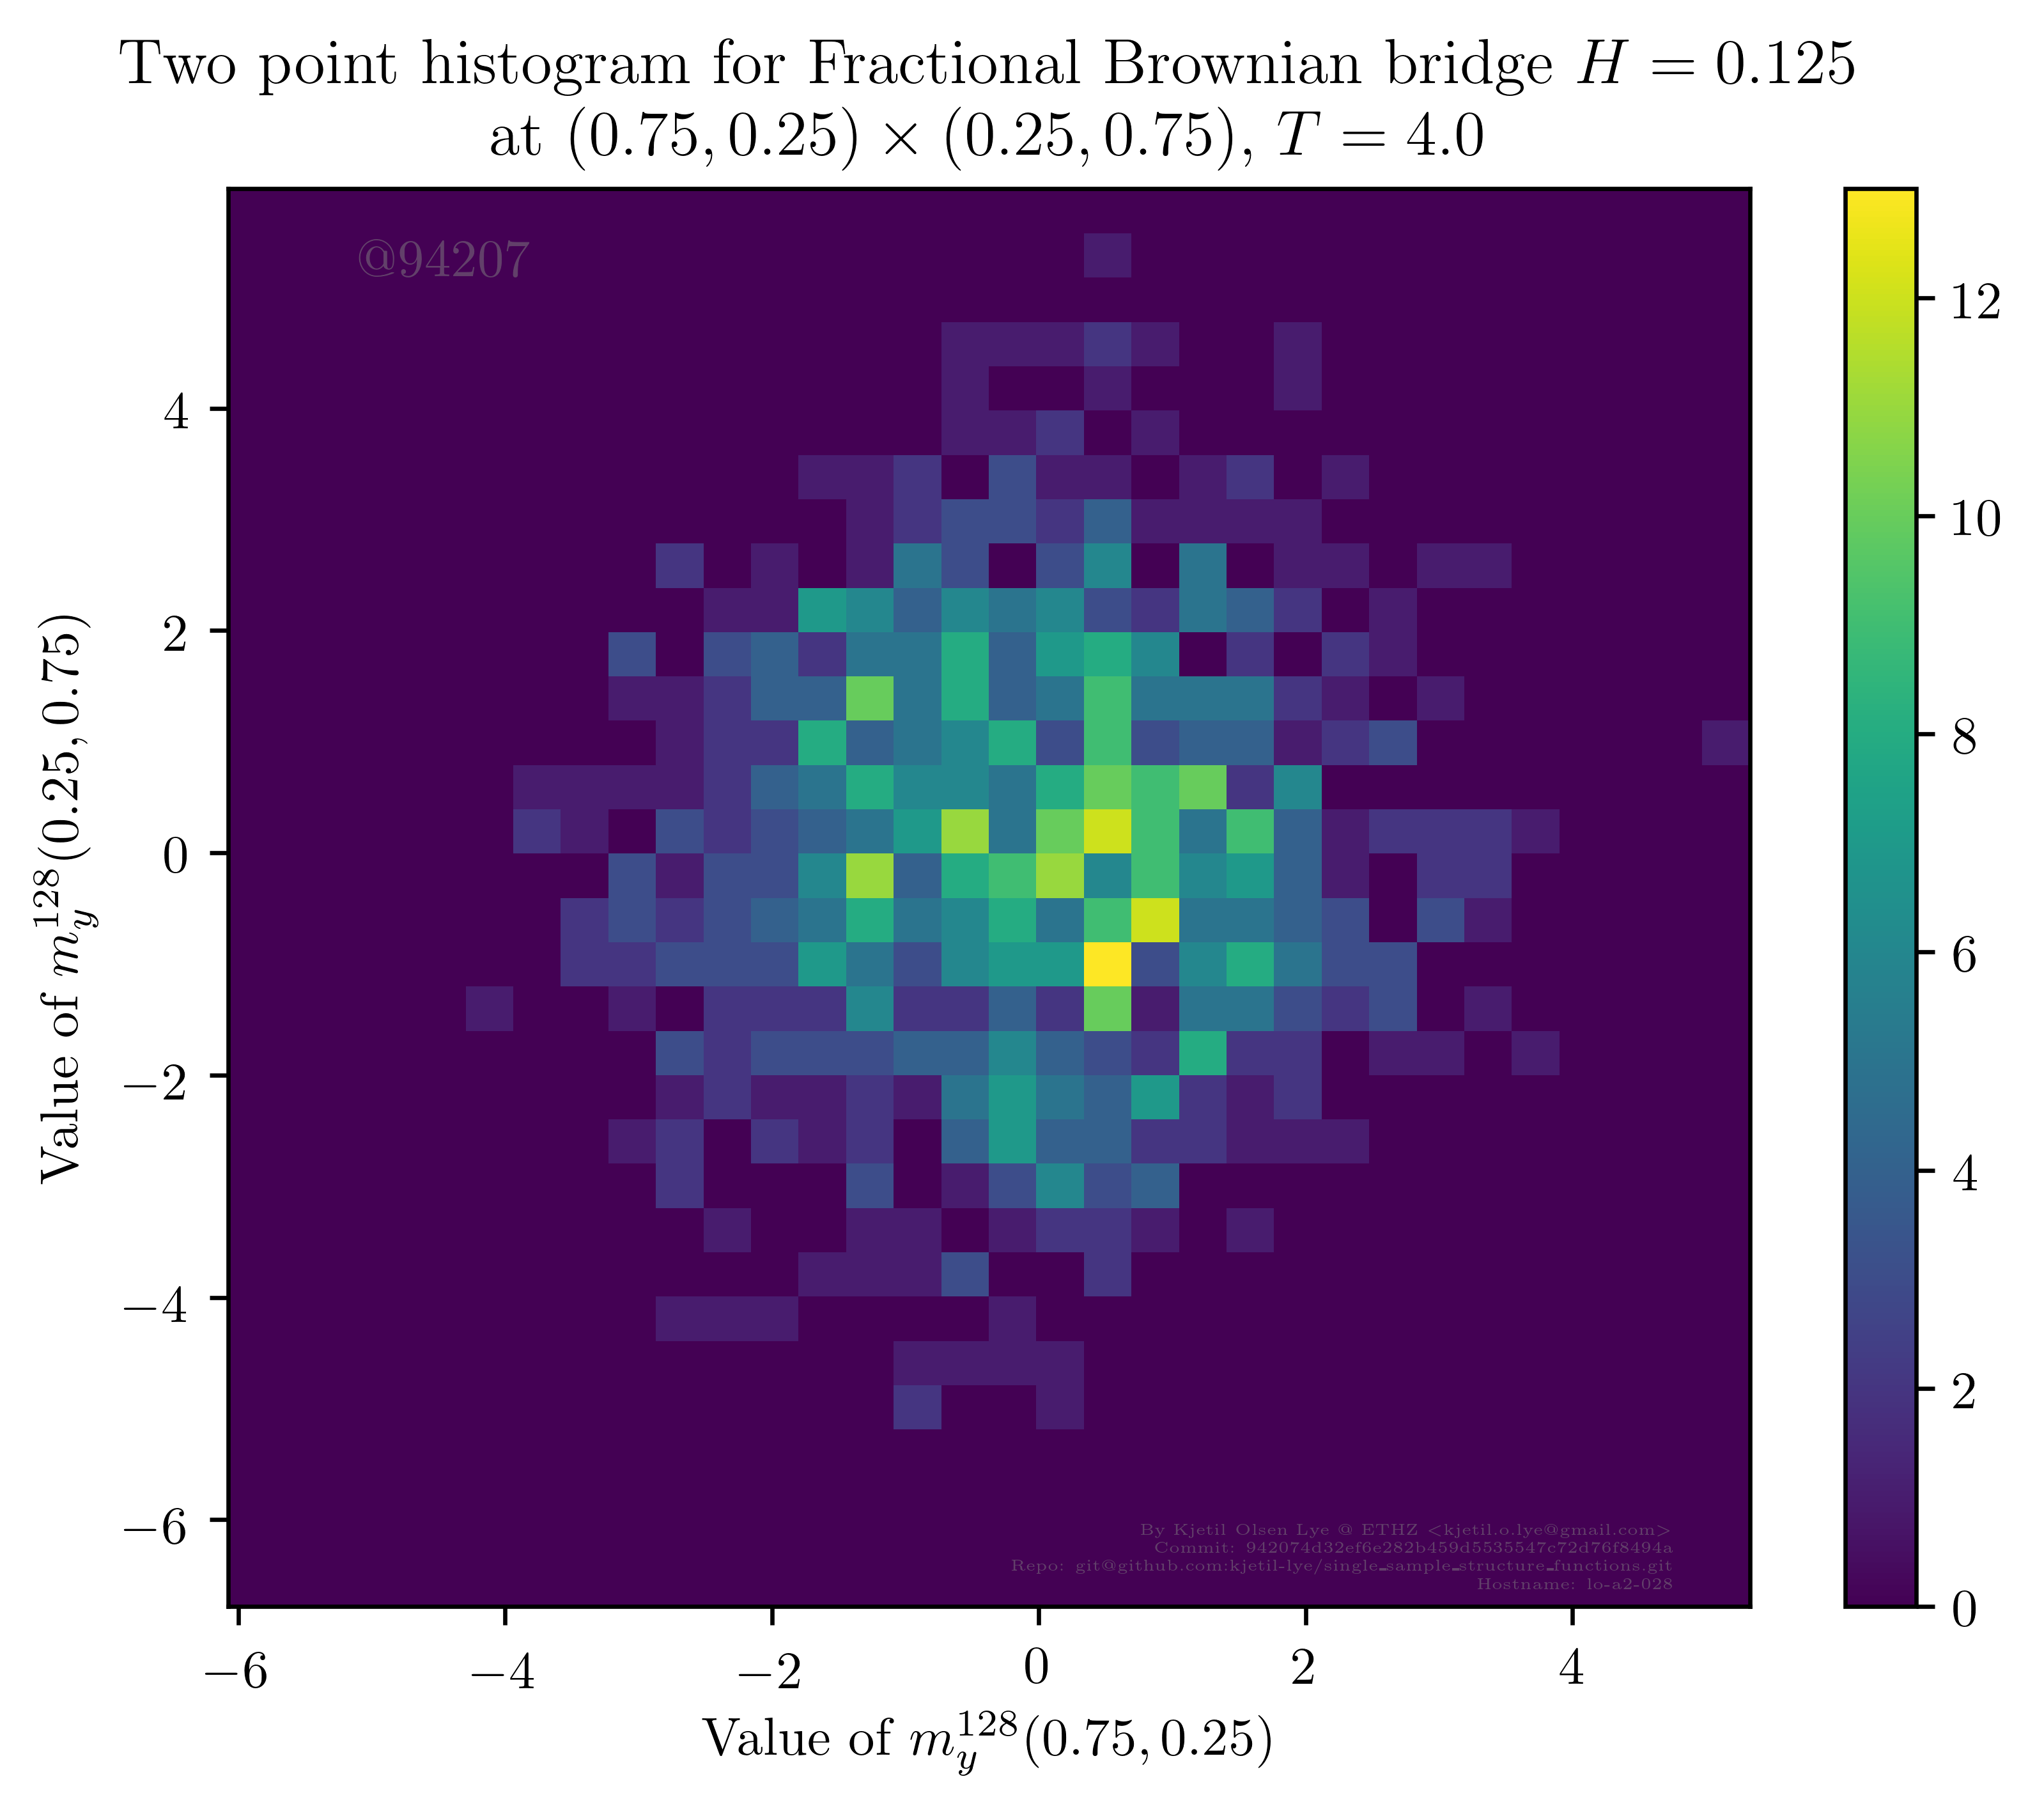 Two point histogram for Fractional Brownian bridge H = 0.125
at (0.75, 0.25) × (0.25, 0.75), T = 4.0
@94207
4
2
0
−2
−4
−6
Value of m_y^128(0.25, 0.75)
−6 −4 −2 0 2 4
Value of m_y^128(0.75, 0.25)
12
10
8
6
4
2
0
By Kjetil Olsen Lye @ ETHZ <kjetil.o.lye@gmail.com>
Commit: 942074d32ef6e282b459d5535547c72d76f8494a
Repo: git@github.com:kjetil-lye/single_sample_structure_functions.git
Hostname: lo-a2-028